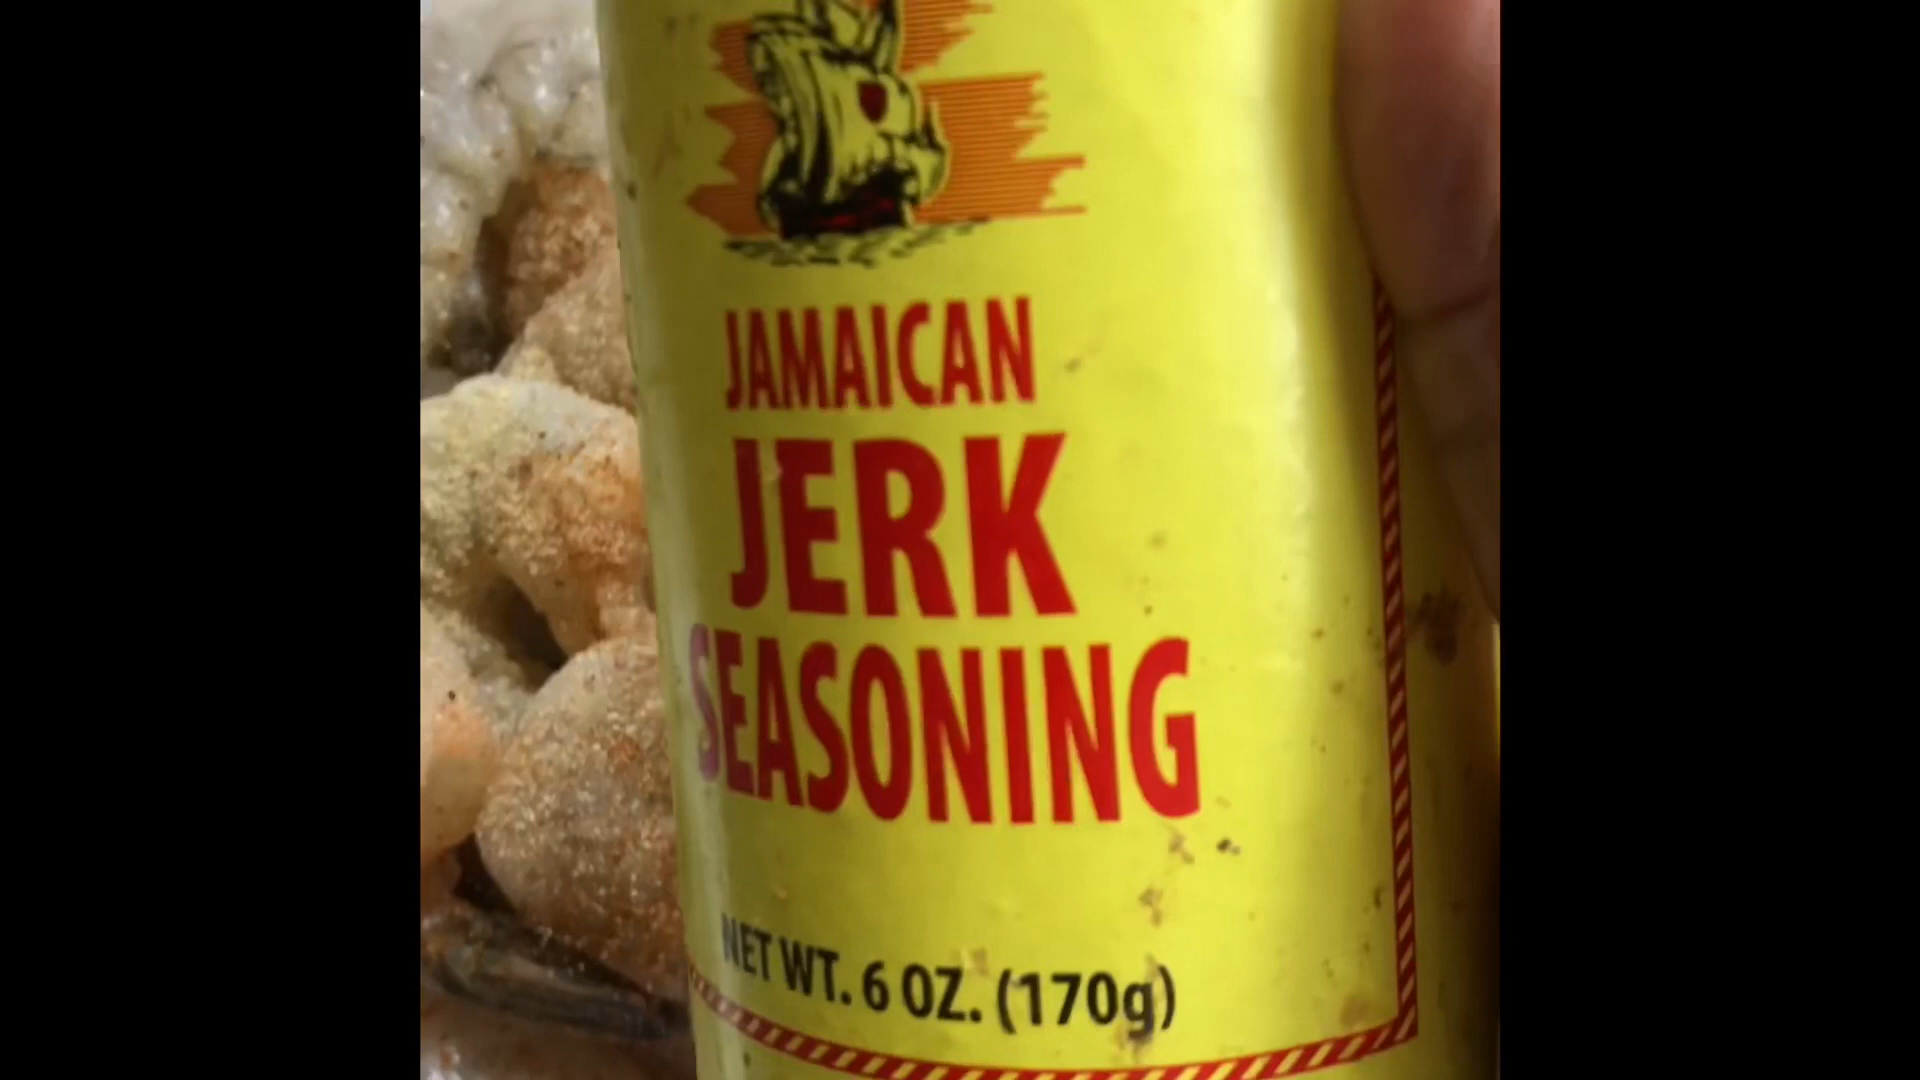 JAMAICAN
JERK
SEASONING
NET WT. 6 OZ. (170g)